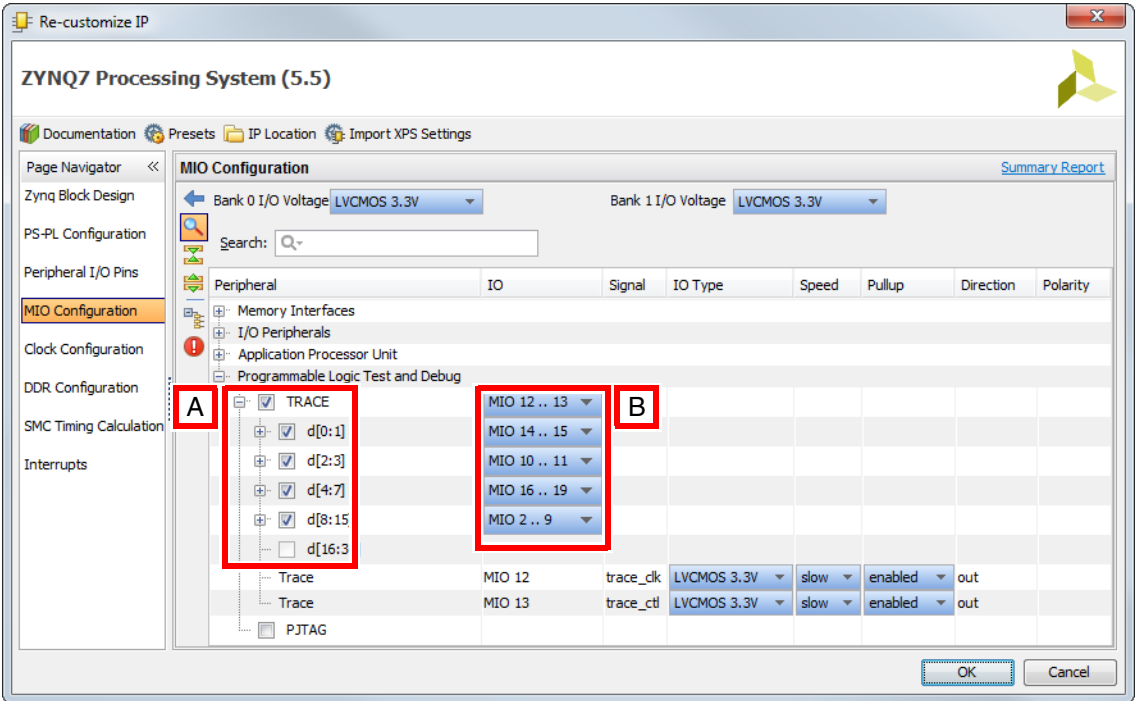 Re-customize IP
ZYNQ7 Processing System (5.5)
Documentation Presets IP Location Import XPS Settings
Page Navigator «
Zynq Block Design
PS-PL Configuration
Peripheral I/O Pins
MIO Configuration
Clock Configuration
DDR Configuration
SMC Timing Calculation
Interrupts
MIO Configuration Summary Report
Bank 0 I/O Voltage LVCMOS 3.3V Bank 1 I/O Voltage LVCMOS 3.3V
Search:
Peripheral IO Signal IO Type Speed Pullup Direction Polarity
Memory Interfaces
I/O Peripherals
Application Processor Unit
Programmable Logic Test and Debug
A TRACE MIO 12 .. 13 B
d[0:1] MIO 14 .. 15
d[2:3] MIO 10 .. 11
d[4:7] MIO 16 .. 19
d[8:15] MIO 2 .. 9
d[16:3
Trace MIO 12 trace_clk LVCMOS 3.3V slow enabled out
Trace MIO 13 trace_ctl LVCMOS 3.3V slow enabled out
PJTAG
OK Cancel